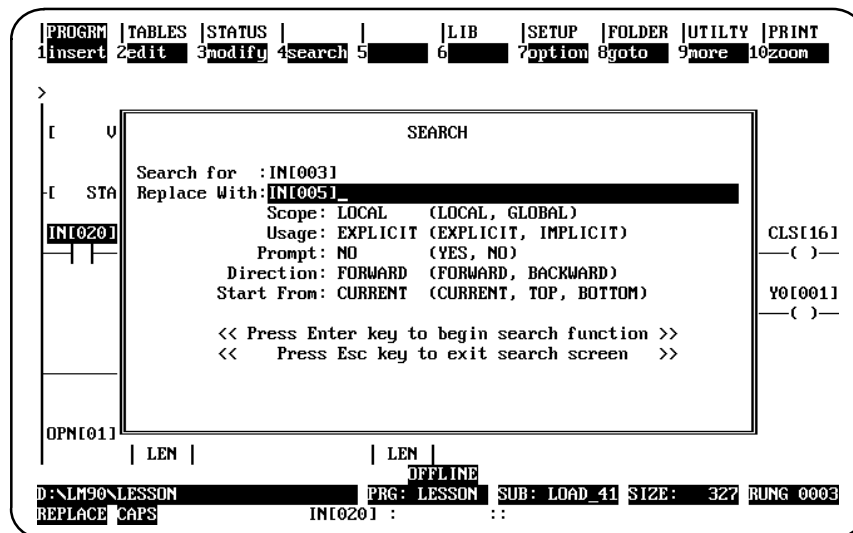 |PROGRM |TABLES |STATUS | | |LIB |SETUP |FOLDER |UTILTY |PRINT
1insert 2edit 3modify 4search 5 6 7option 8goto 9more 10zoom
>
[ V
SEARCH
Search for :IN[003]
-[ STA
Replace With:IN[005]_
Scope: LOCAL (LOCAL, GLOBAL)
IN[020]
Usage: EXPLICIT (EXPLICIT, IMPLICIT)
CLS[16]
Prompt: NO (YES, NO)
—( )—
Direction: FORWARD (FORWARD, BACKWARD)
Start From: CURRENT (CURRENT, TOP, BOTTOM)
Y0[001]
—( )—
<< Press Enter key to begin search function >>
<< Press Esc key to exit search screen >>
OPN[01]
| LEN | | LEN |
OFFLINE
D:\LM90\LESSON PRG: LESSON SUB: LOAD_41 SIZE: 327 RUNG 0003
REPLACE CAPS IN[020] : ::